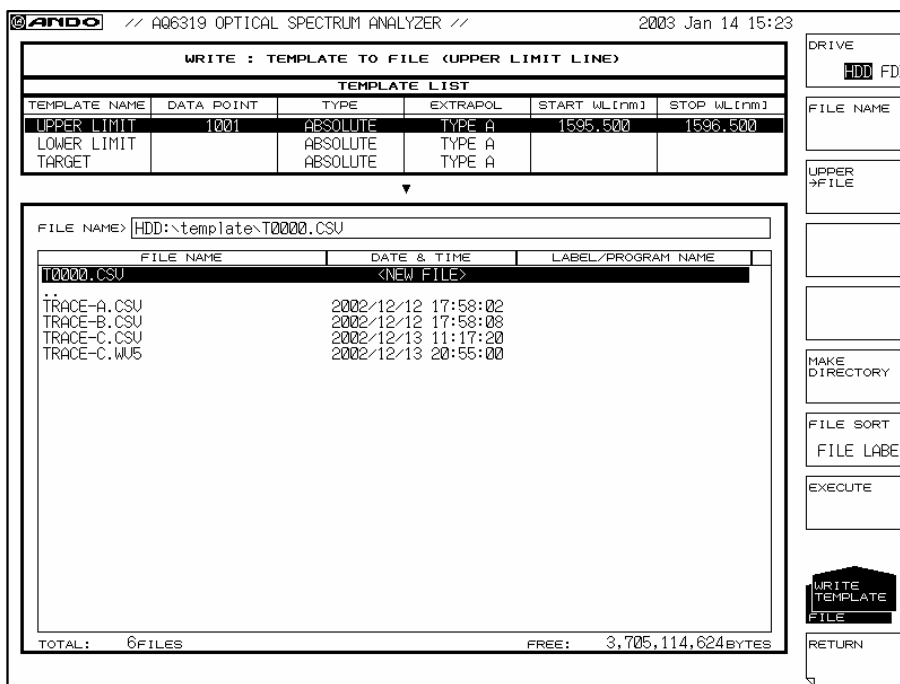 ANDO // AQ6319 OPTICAL SPECTRUM ANALYZER // 2003 Jan 14 15:23
WRITE : TEMPLATE TO FILE (UPPER LIMIT LINE)
TEMPLATE LIST
TEMPLATE NAME DATA POINT TYPE EXTRAPOL START WL[nm] STOP WL[nm]
UPPER LIMIT 1001 ABSOLUTE TYPE A 1595.500 1596.500
LOWER LIMIT ABSOLUTE TYPE A
TARGET ABSOLUTE TYPE A
▼
FILE NAME> HDD:\template\T0000.CSV
FILE NAME DATE & TIME LABEL/PROGRAM NAME
T0000.CSV <NEW FILE>
..
TRACE-A.CSV 2002/12/12 17:58:02
TRACE-B.CSV 2002/12/12 17:58:08
TRACE-C.CSV 2002/12/13 11:17:20
TRACE-C.WV5 2002/12/13 20:55:00
TOTAL: 6FILES FREE: 3,705,114,624BYTES
DRIVE
HDD FD
FILE NAME
UPPER
→FILE
MAKE
DIRECTORY
FILE SORT
FILE LABE
EXECUTE
WRITE
TEMPLATE
FILE
RETURN